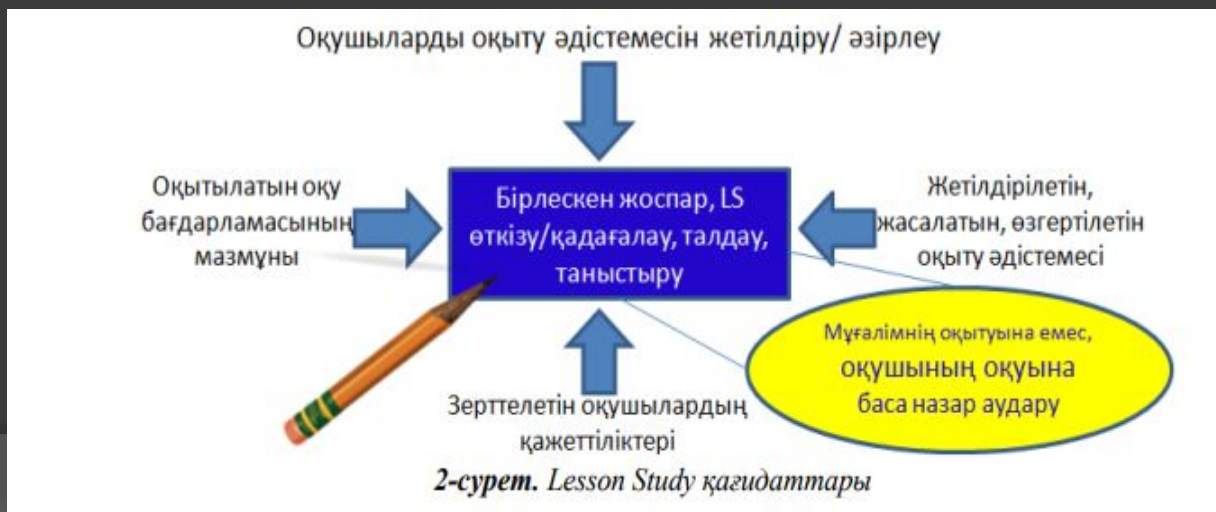 Оқушыларды оқыту әдістемесін жетілдіру/ әзірлеу
Оқытылатын оқу
бағдарламасының
мазмұны
Бірлескен жоспар, LS
өткізу/қадағалау, талдау,
таныстыру
Жетілдірілетін,
жасалатын, өзгертілетін
оқыту әдістемесі
Мұғалімнің оқытуына емес,
оқушының оқуына
баса назар аудару
Зерттелетін оқушылардың
қажеттіліктері
2-сурет. Lesson Study қағидаттары